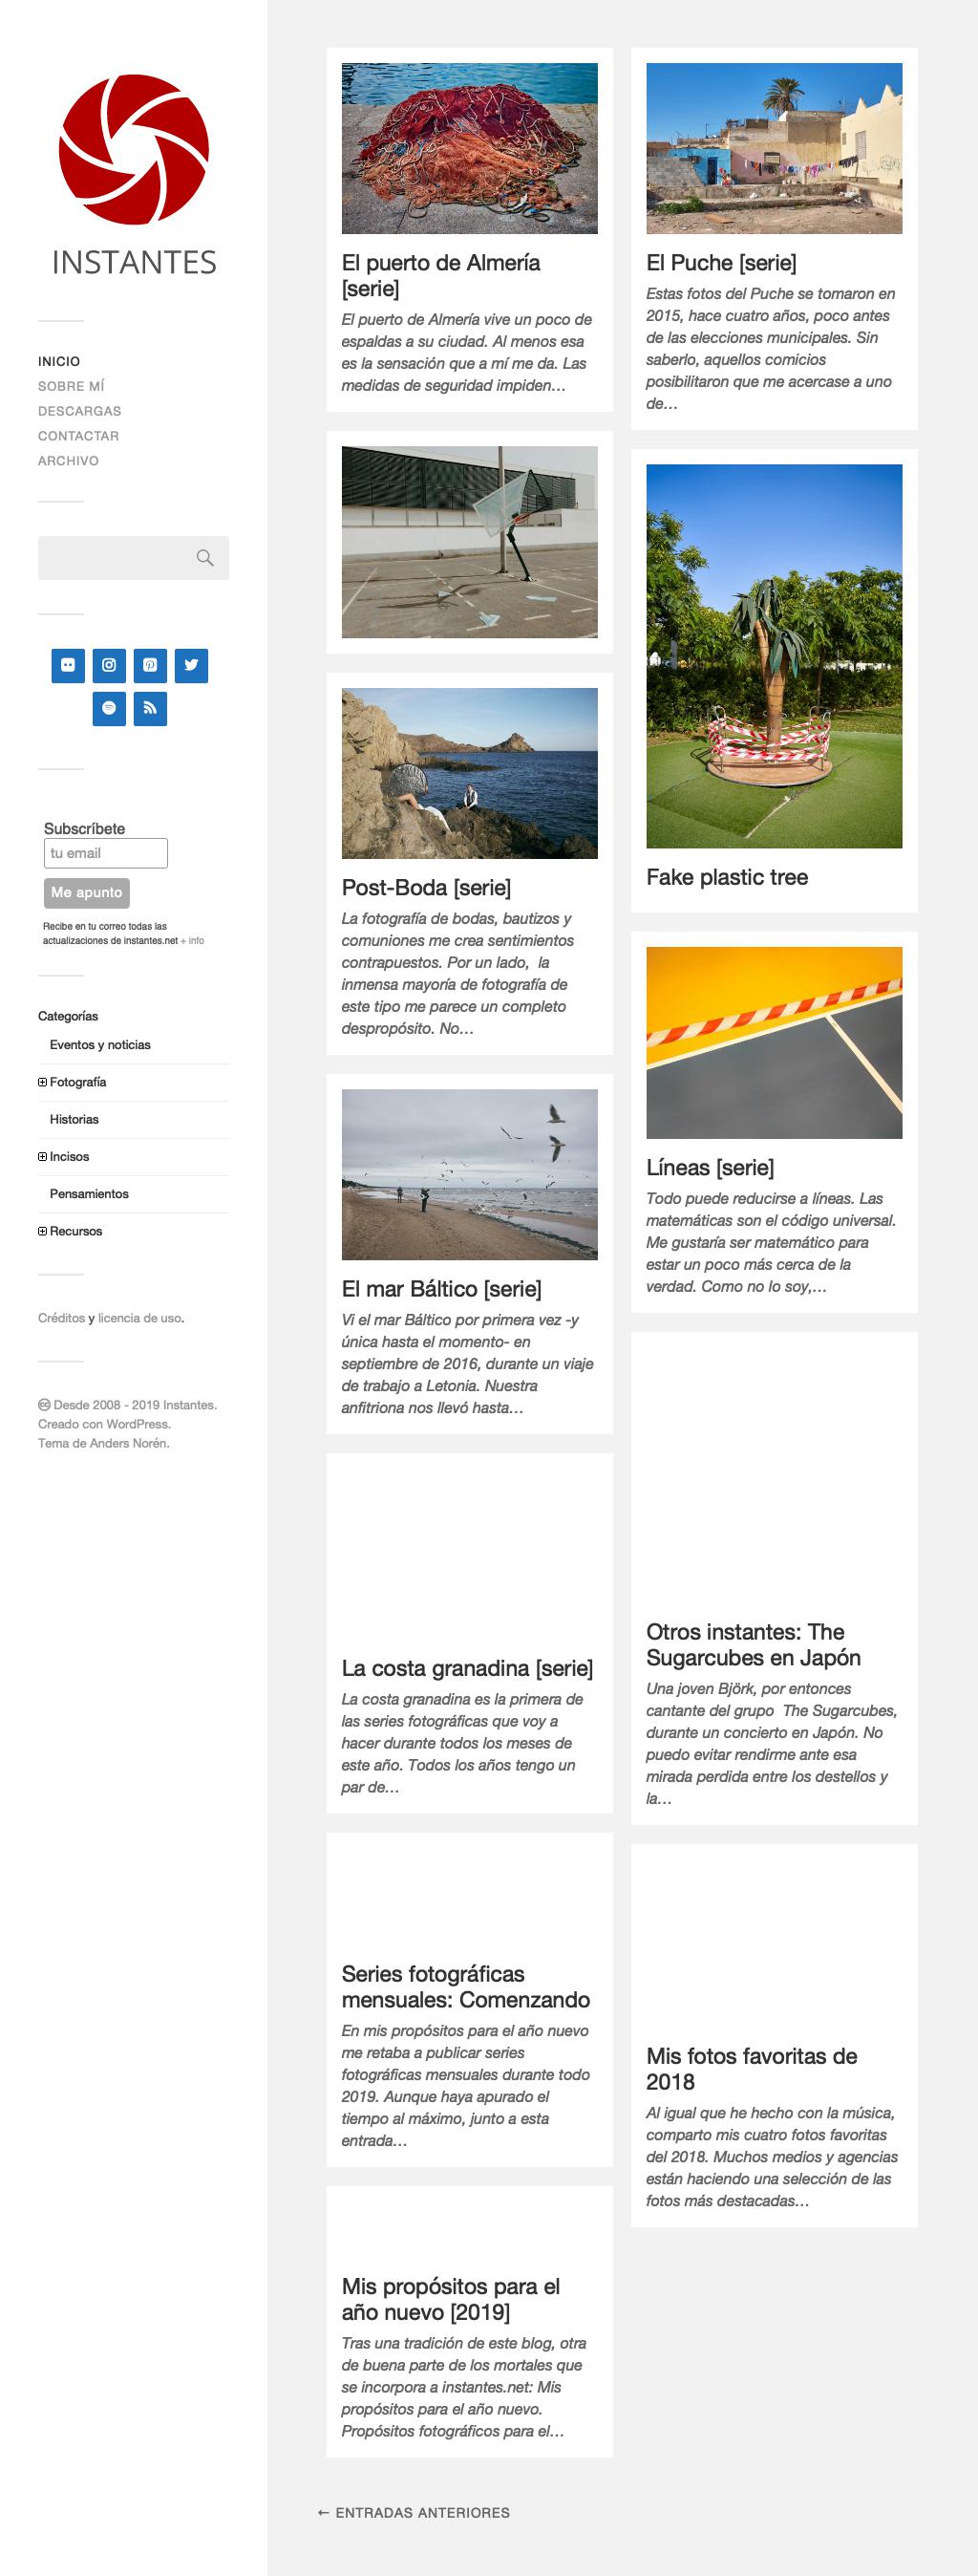 INSTANTES
INICIO
SOBRE MÍ
DESCARGAS
CONTACTAR
ARCHIVO
Subscríbete
tu email
Me apunto
Recibe en tu correo todas las
actualizaciones de instantes.net + info
Categorías
Eventos y noticias
Fotografía
Historias
Incisos
Pensamientos
Recursos
Créditos y licencia de uso.
Desde 2008 - 2019 Instantes.
Creado con WordPress.
Tema de Anders Norén.
El puerto de Almería
[serie]
El puerto de Almería vive un poco de
espaldas a su ciudad. Al menos esa
es la sensación que a mí me da. Las
medidas de seguridad impiden…
Post-Boda [serie]
La fotografía de bodas, bautizos y
comuniones me crea sentimientos
contrapuestos. Por un lado,  la
inmensa mayoría de fotografía de
este tipo me parece un completo
despropósito. No…
El mar Báltico [serie]
Vi el mar Báltico por primera vez -y
única hasta el momento- en
septiembre de 2016, durante un viaje
de trabajo a Letonia. Nuestra
anfitriona nos llevó hasta…
La costa granadina [serie]
La costa granadina es la primera de
las series fotográficas que voy a
hacer durante todos los meses de
este año. Todos los años tengo un
par de…
Series fotográficas
mensuales: Comenzando
En mis propósitos para el año nuevo
me retaba a publicar series
fotográficas mensuales durante todo
2019. Aunque haya apurado el
tiempo al máximo, junto a esta
entrada…
Mis propósitos para el
año nuevo [2019]
Tras una tradición de este blog, otra
de buena parte de los mortales que
se incorpora a instantes.net: Mis
propósitos para el año nuevo.
Propósitos fotográficos para el…
El Puche [serie]
Estas fotos del Puche se tomaron en
2015, hace cuatro años, poco antes
de las elecciones municipales. Sin
saberlo, aquellos comicios
posibilitaron que me acercase a uno
de…
Fake plastic tree
Líneas [serie]
Todo puede reducirse a líneas. Las
matemáticas son el código universal.
Me gustaría ser matemático para
estar un poco más cerca de la
verdad. Como no lo soy,…
Otros instantes: The
Sugarcubes en Japón
Una joven Björk, por entonces
cantante del grupo  The Sugarcubes,
durante un concierto en Japón. No
puedo evitar rendirme ante esa
mirada perdida entre los destellos y
la…
Mis fotos favoritas de
2018
Al igual que he hecho con la música,
comparto mis cuatro fotos favoritas
del 2018. Muchos medios y agencias
están haciendo una selección de las
fotos más destacadas…
← ENTRADAS ANTERIORES